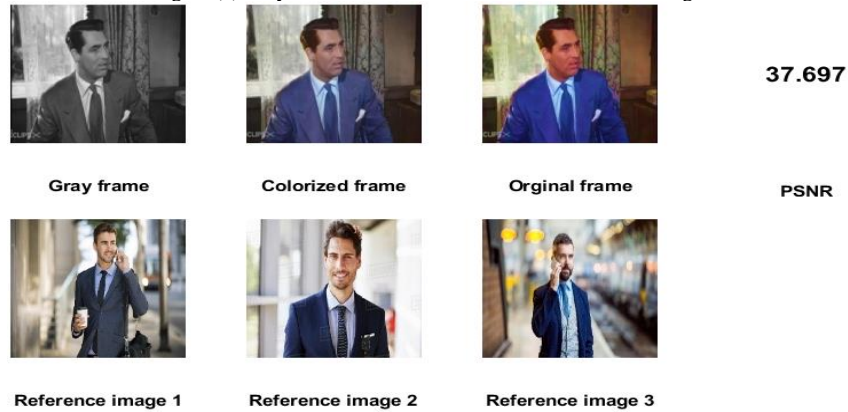 37.697
Gray frame
Colorized frame
Orginal frame
PSNR
Reference image 1
Reference image 2
Reference image 3